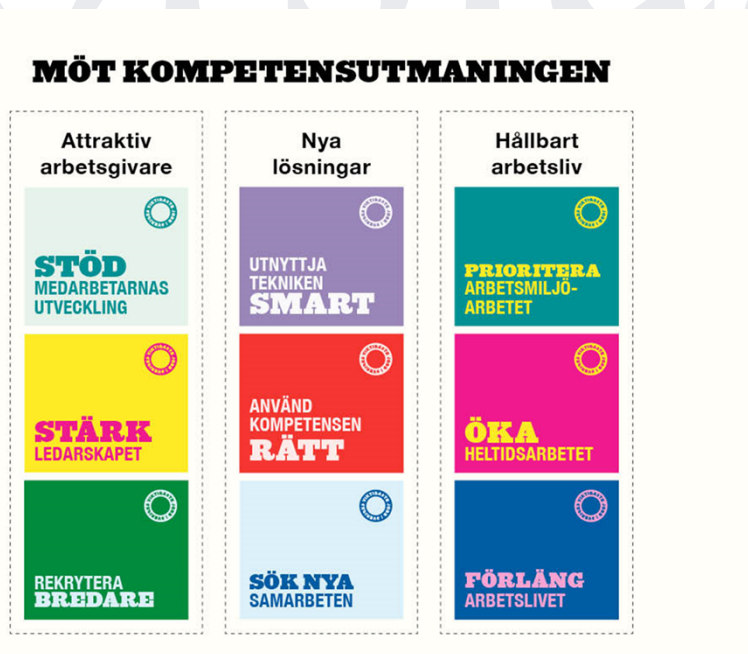 MÖT KOMPETENSUTMANINGEN
Attraktiv
arbetsgivare
STÖD
MEDARBETARNAS
UTVECKLING
STÄRK
LEDARSKAPET
REKRYTERA
BREDARE
Nya
lösningar
UTNYTTJA
TEKNIKEN
SMART
ANVÄND
KOMPETENSEN
RÄTT
SÖK NYA
SAMARBETEN
Hållbart
arbetsliv
PRIORITERA
ARBETSMILJÖ-
ARBETET
ÖKA
HELTIDSARBETET
FÖRLÄNG
ARBETSLIVET